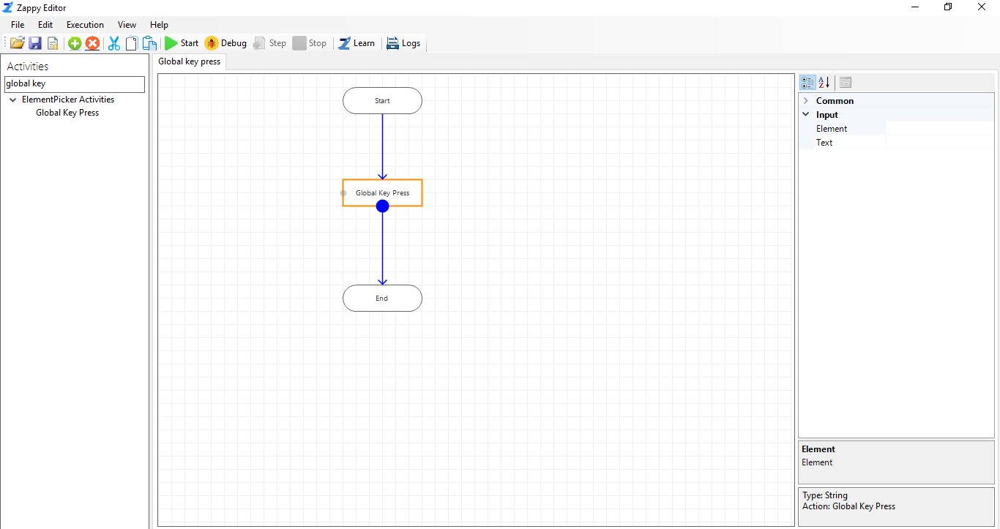 Zappy Editor
File Edit Execution View Help
Start Debug Step Stop Learn Logs
Activities
global key
ElementPicker Activities
Global Key Press
Global key press
Start
Global Key Press
End
A
Z
Common
Input
Element
Text
Element
Element
Type: String
Action: Global Key Press